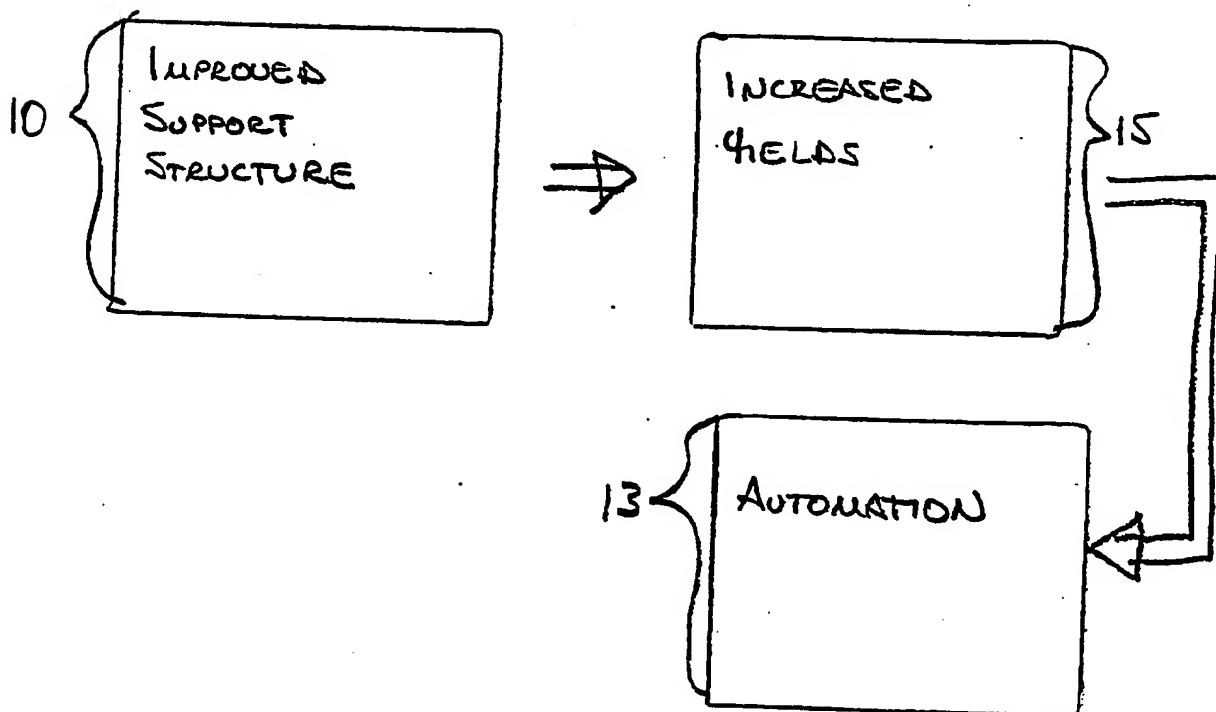 10
IMPROVED
SUPPORT
STRUCTURE
INCREASED
YIELDS
15
13
AUTOMATION